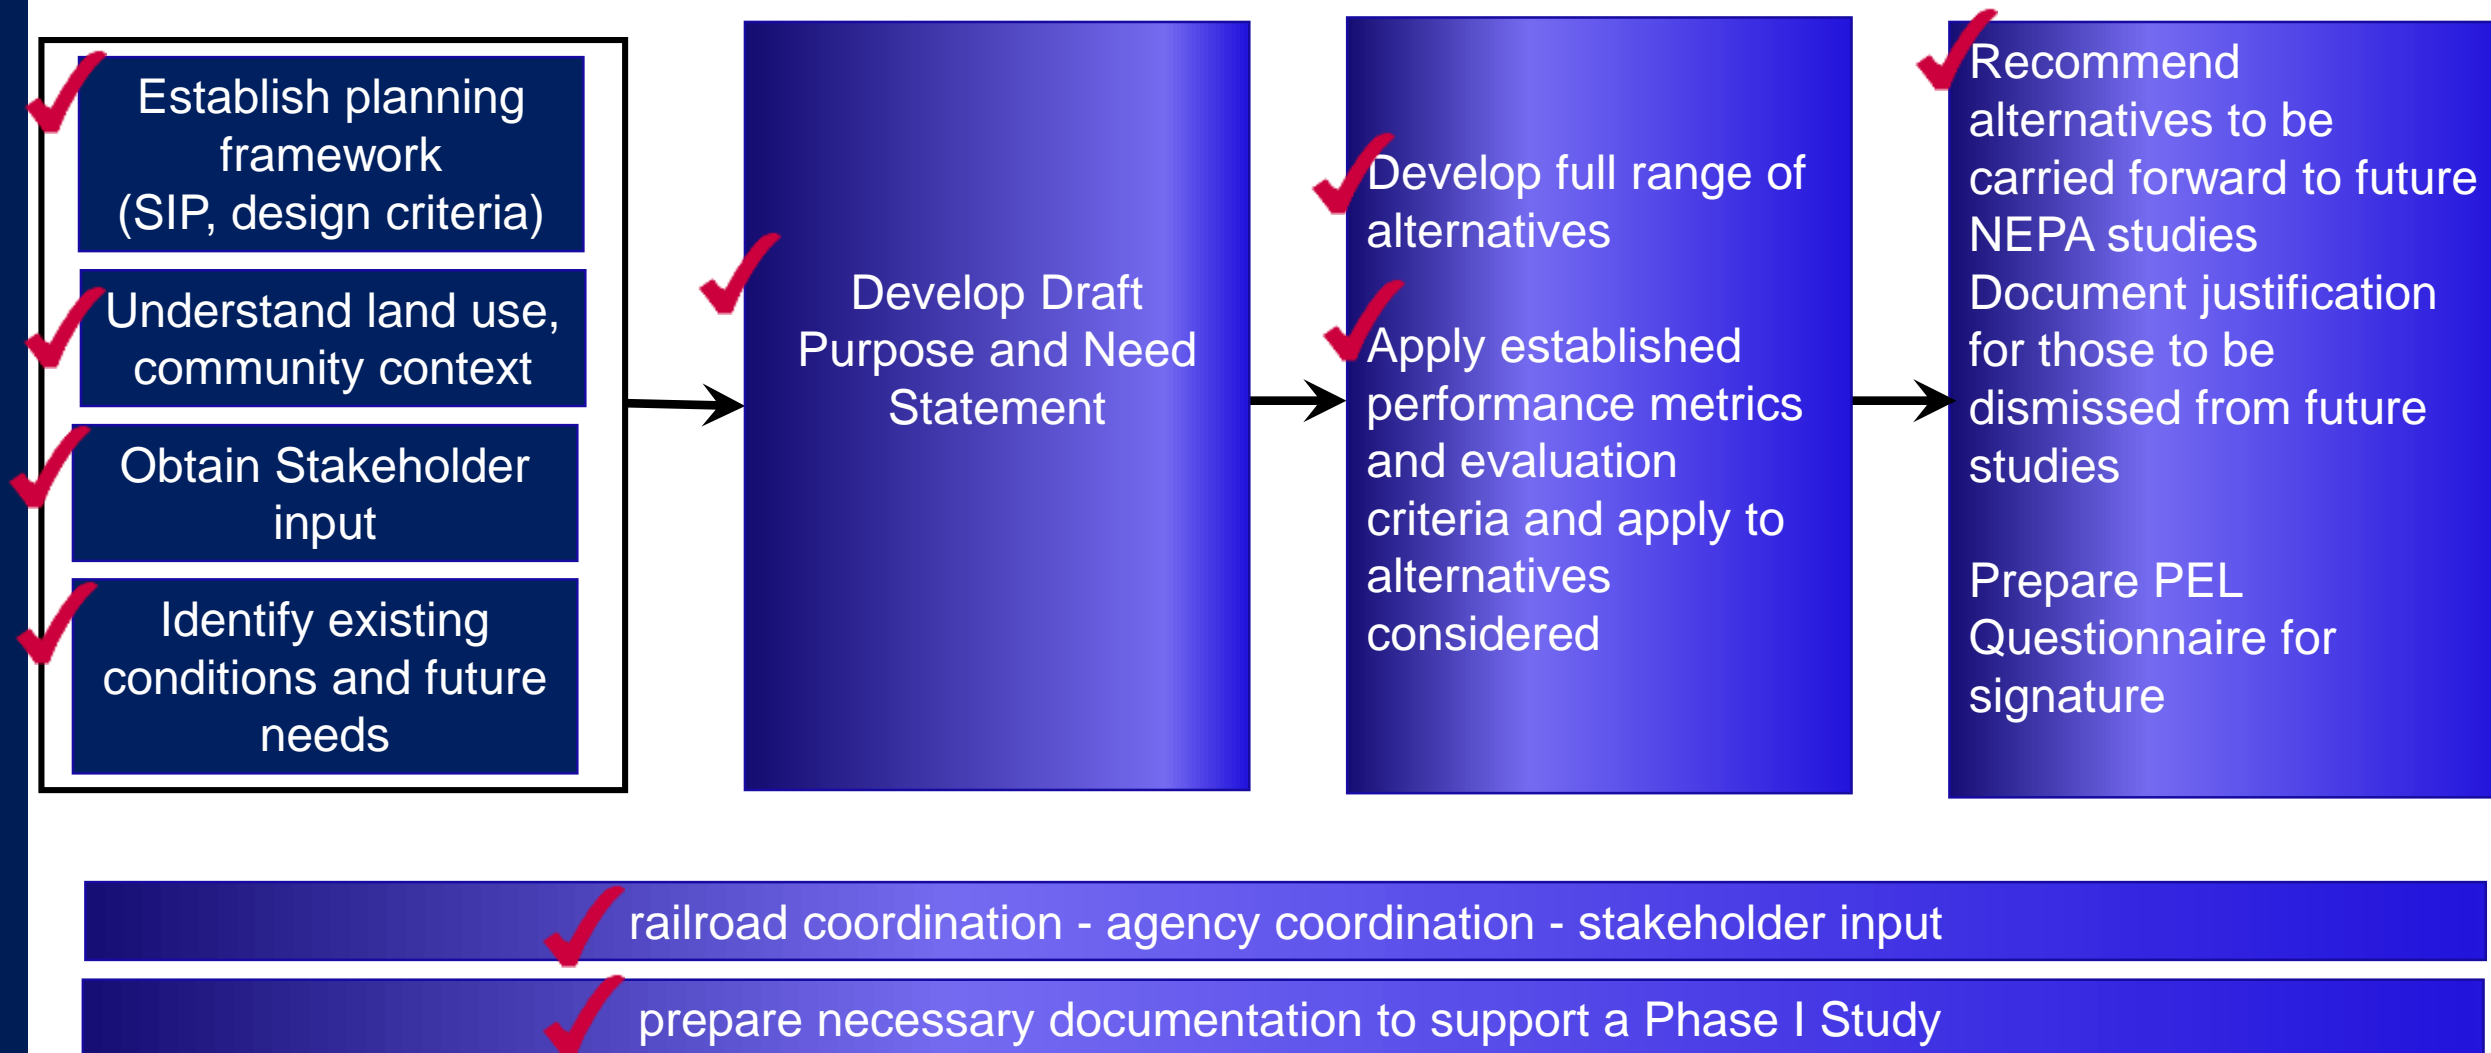 Establish planning
framework
(SIP, design criteria)
Understand land use,
community context
Obtain Stakeholder
input
Identify existing
conditions and future
needs
Develop Draft
Purpose and Need
Statement
Develop full range of
alternatives
Apply established
performance metrics
and evaluation
criteria and apply to
alternatives
considered
Recommend
alternatives to be
carried forward to future
NEPA studies
Document justification
for those to be
dismissed from future
studies
Prepare PEL
Questionnaire for
signature
railroad coordination - agency coordination - stakeholder input
prepare necessary documentation to support a Phase I Study